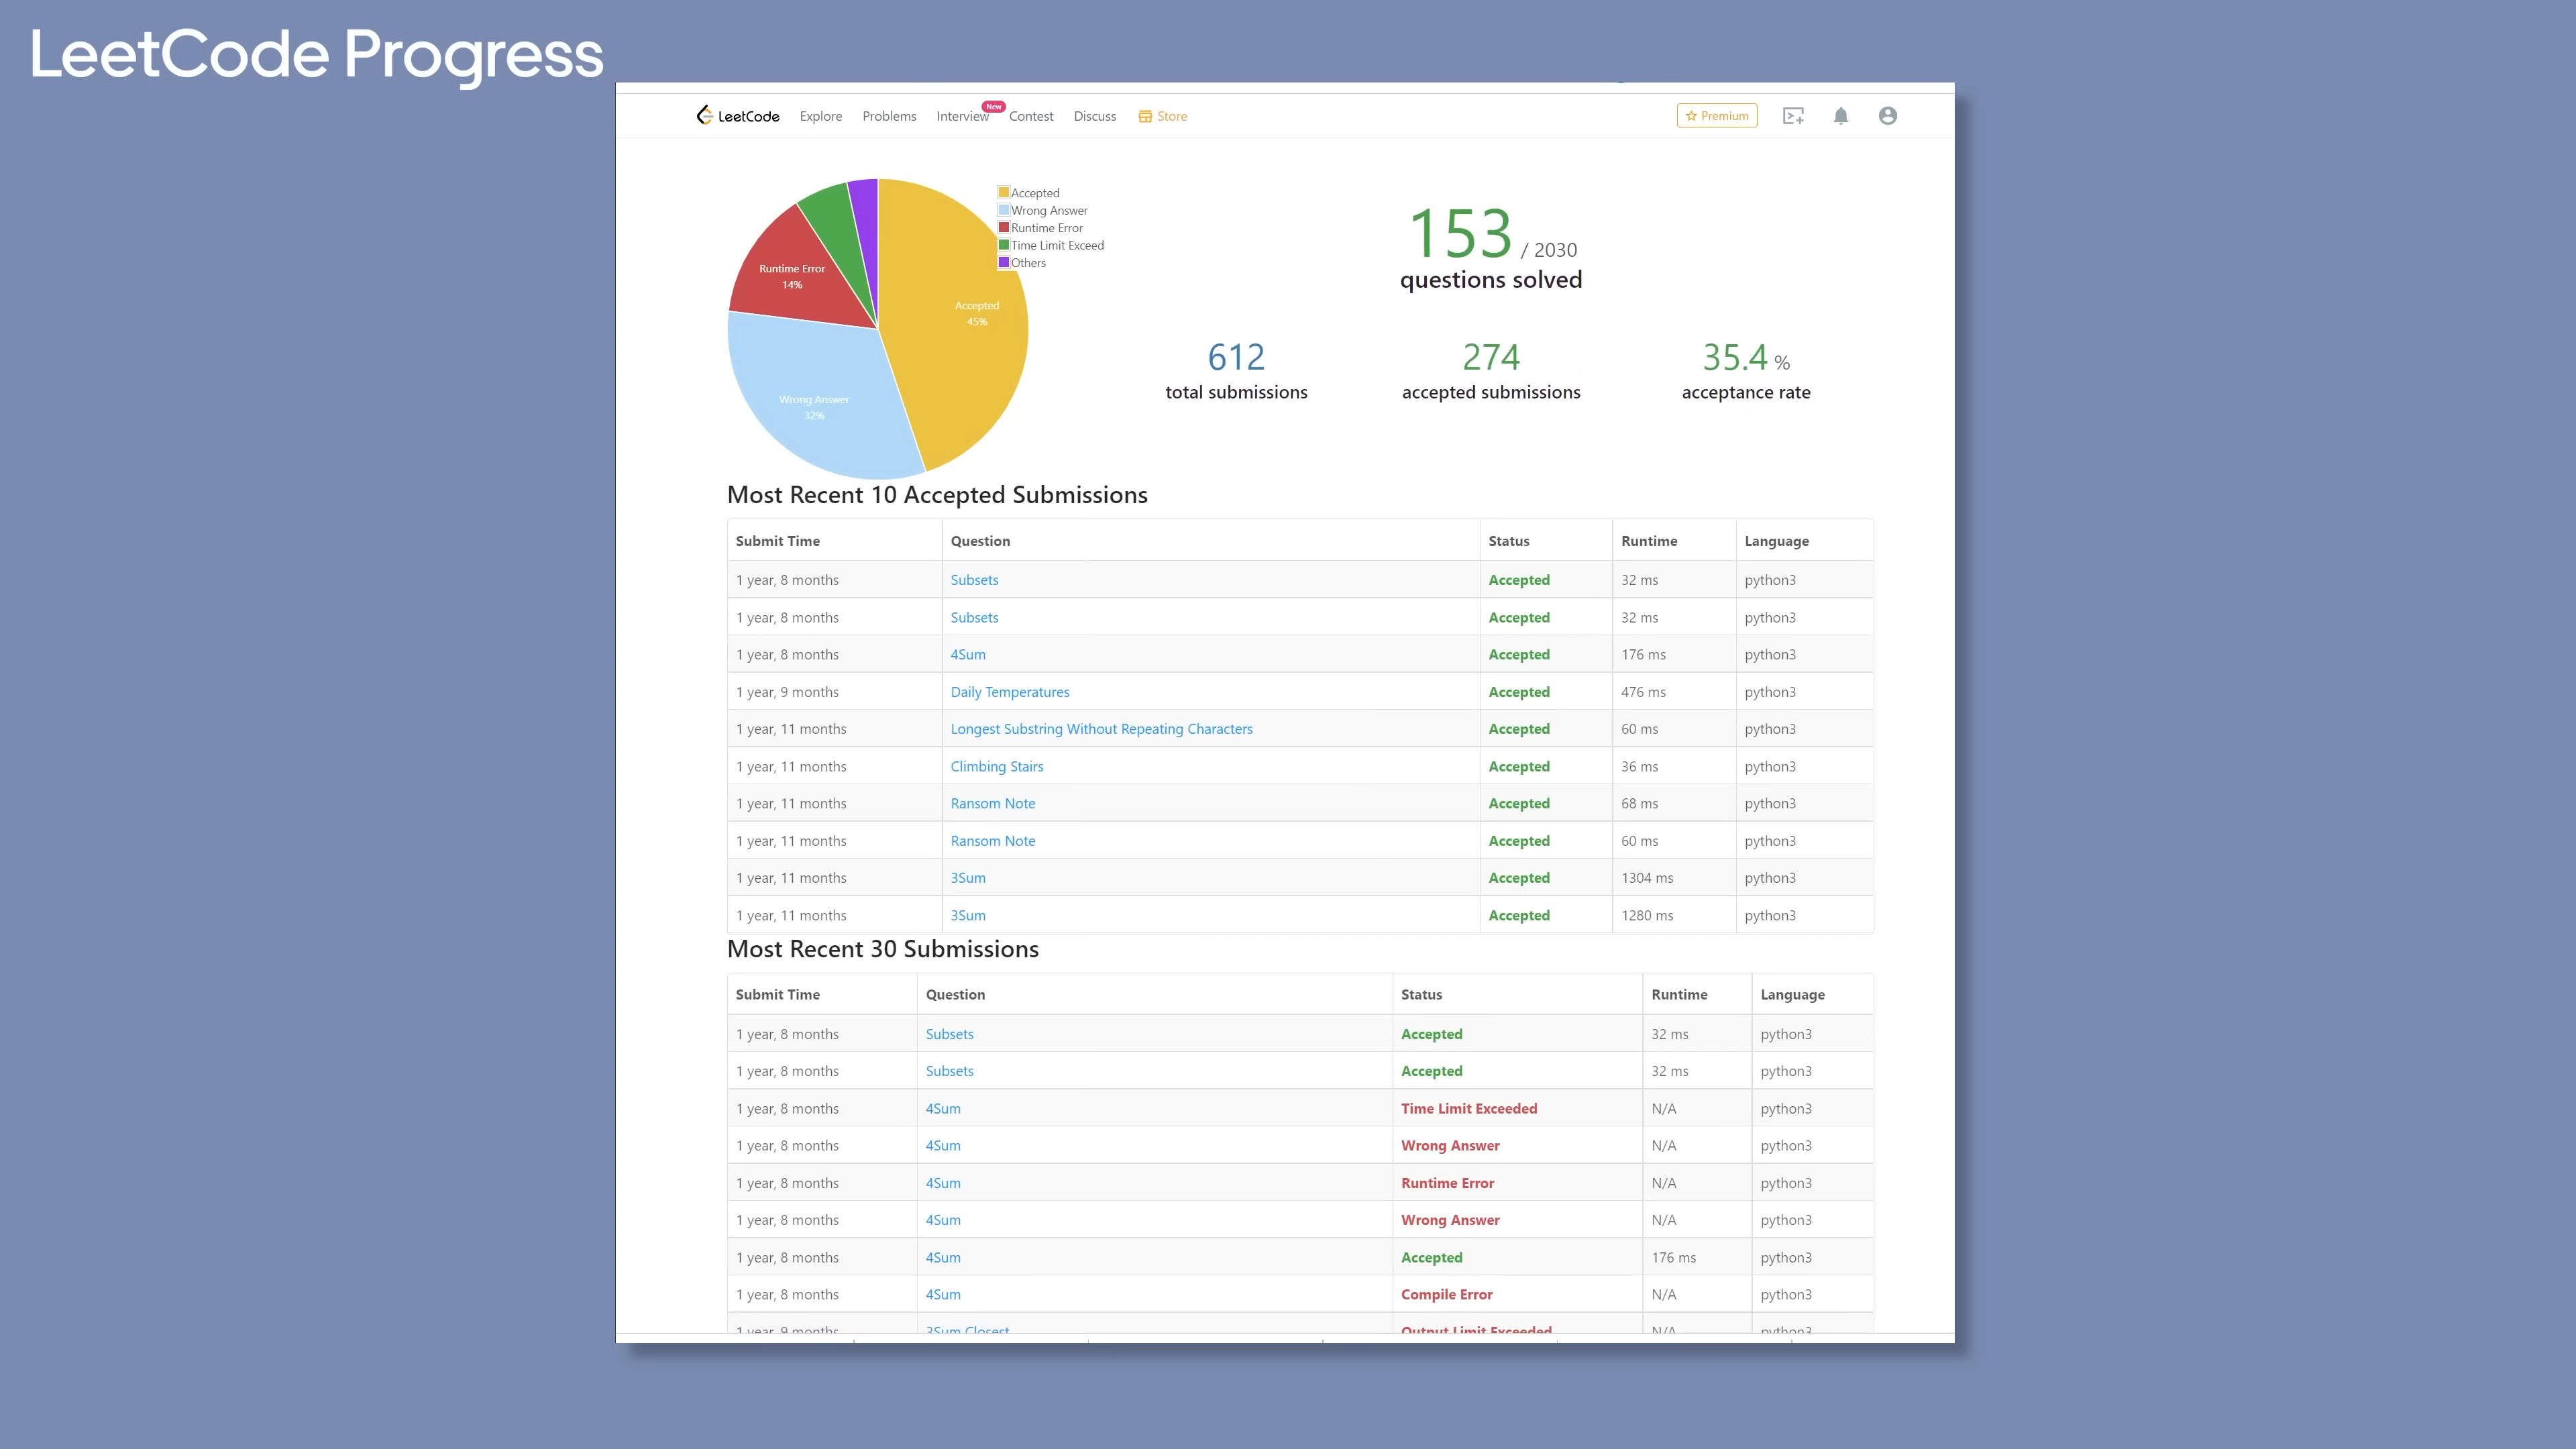 LeetCode Progress
LeetCode Explore Problems Interview New Contest Discuss Store Premium
Accepted
Wrong Answer
Runtime Error
Time Limit Exceed
Others
Runtime Error
14%
Accepted
45%
Wrong Answer
32%
153 / 2030
questions solved
612
total submissions
274
accepted submissions
35.4 %
acceptance rate
Most Recent 10 Accepted Submissions
Submit Time Question Status Runtime Language
1 year, 8 months Subsets Accepted 32 ms python3
1 year, 8 months Subsets Accepted 32 ms python3
1 year, 8 months 4Sum Accepted 176 ms python3
1 year, 9 months Daily Temperatures Accepted 476 ms python3
1 year, 11 months Longest Substring Without Repeating Characters Accepted 60 ms python3
1 year, 11 months Climbing Stairs Accepted 36 ms python3
1 year, 11 months Ransom Note Accepted 68 ms python3
1 year, 11 months Ransom Note Accepted 60 ms python3
1 year, 11 months 3Sum Accepted 1304 ms python3
1 year, 11 months 3Sum Accepted 1280 ms python3
Most Recent 30 Submissions
Submit Time Question Status Runtime Language
1 year, 8 months Subsets Accepted 32 ms python3
1 year, 8 months Subsets Accepted 32 ms python3
1 year, 8 months 4Sum Time Limit Exceeded N/A python3
1 year, 8 months 4Sum Wrong Answer N/A python3
1 year, 8 months 4Sum Runtime Error N/A python3
1 year, 8 months 4Sum Wrong Answer N/A python3
1 year, 8 months 4Sum Accepted 176 ms python3
1 year, 8 months 4Sum Compile Error N/A python3
1 year, 9 months 3Sum Closest Output Limit Exceeded N/A python3